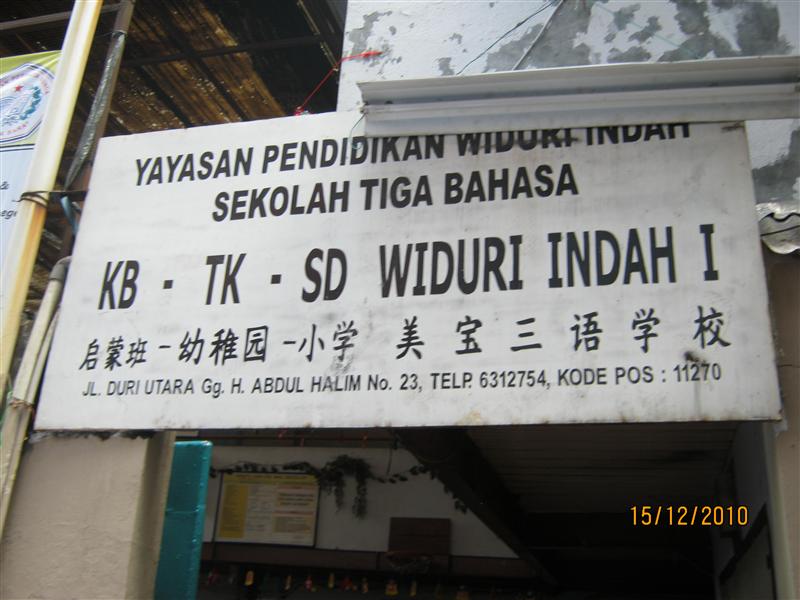 YAYASAN PENDIDIKAN WIDURI INDAH
SEKOLAH TIGA BAHASA
KB - TK - SD WIDURI INDAH I
启蒙班 - 幼稚园 - 小学 美宝三语学校
JL. DURI UTARA Gg. H. ABDUL HALIM No. 23, TELP. 6312754, KODE POS : 11270
15/12/2010